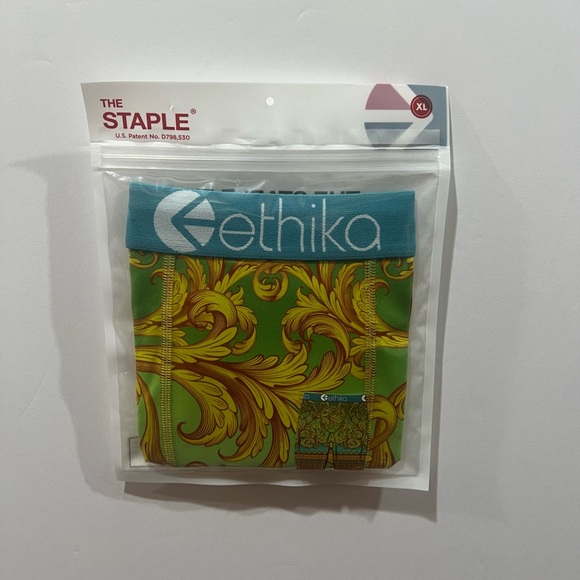 THE
STAPLE®
U.S. Patent No. D798,530
XL
ethika
ethika